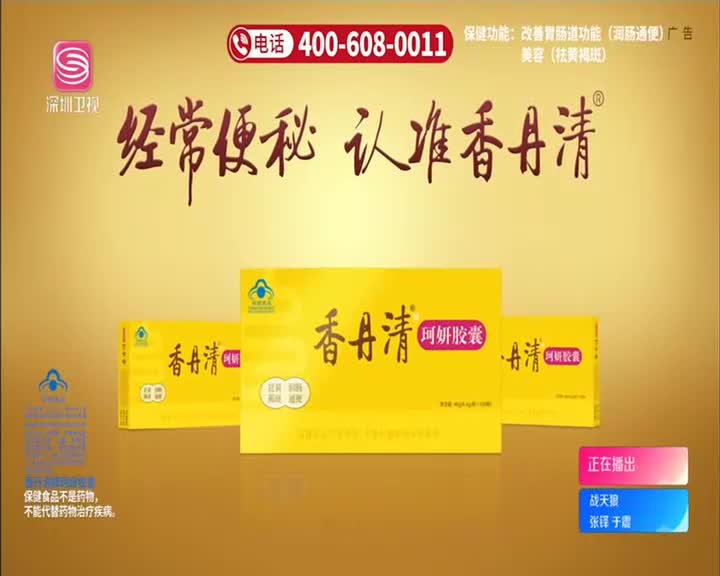 电话 400-608-0011
保健功能：改善胃肠道功能（润肠通便）广告
美容（祛黄褐斑）
深圳卫视
经常便秘 认准香丹清®
香丹清® 珂妍胶囊
祛黄褐斑 润肠通便
香丹清 珂妍
香丹清 珂妍胶囊
正在播出
战天狼
张铎 于震
保健食品不是药物，
不能代替药物治疗疾病。